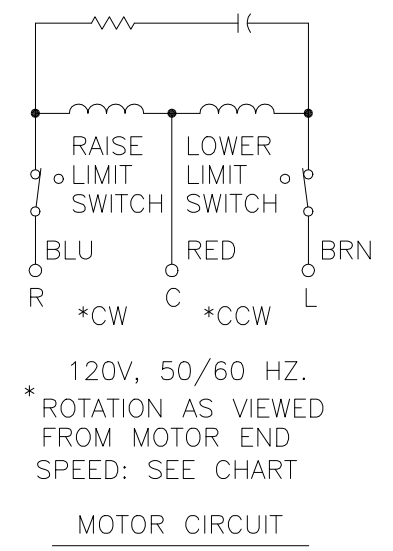 RAISE LIMIT SWITCH
LOWER LIMIT SWITCH
BLU RED BRN
R C L
*CW *CCW
120V, 50/60 HZ.
* ROTATION AS VIEWED
FROM MOTOR END
SPEED: SEE CHART
MOTOR CIRCUIT